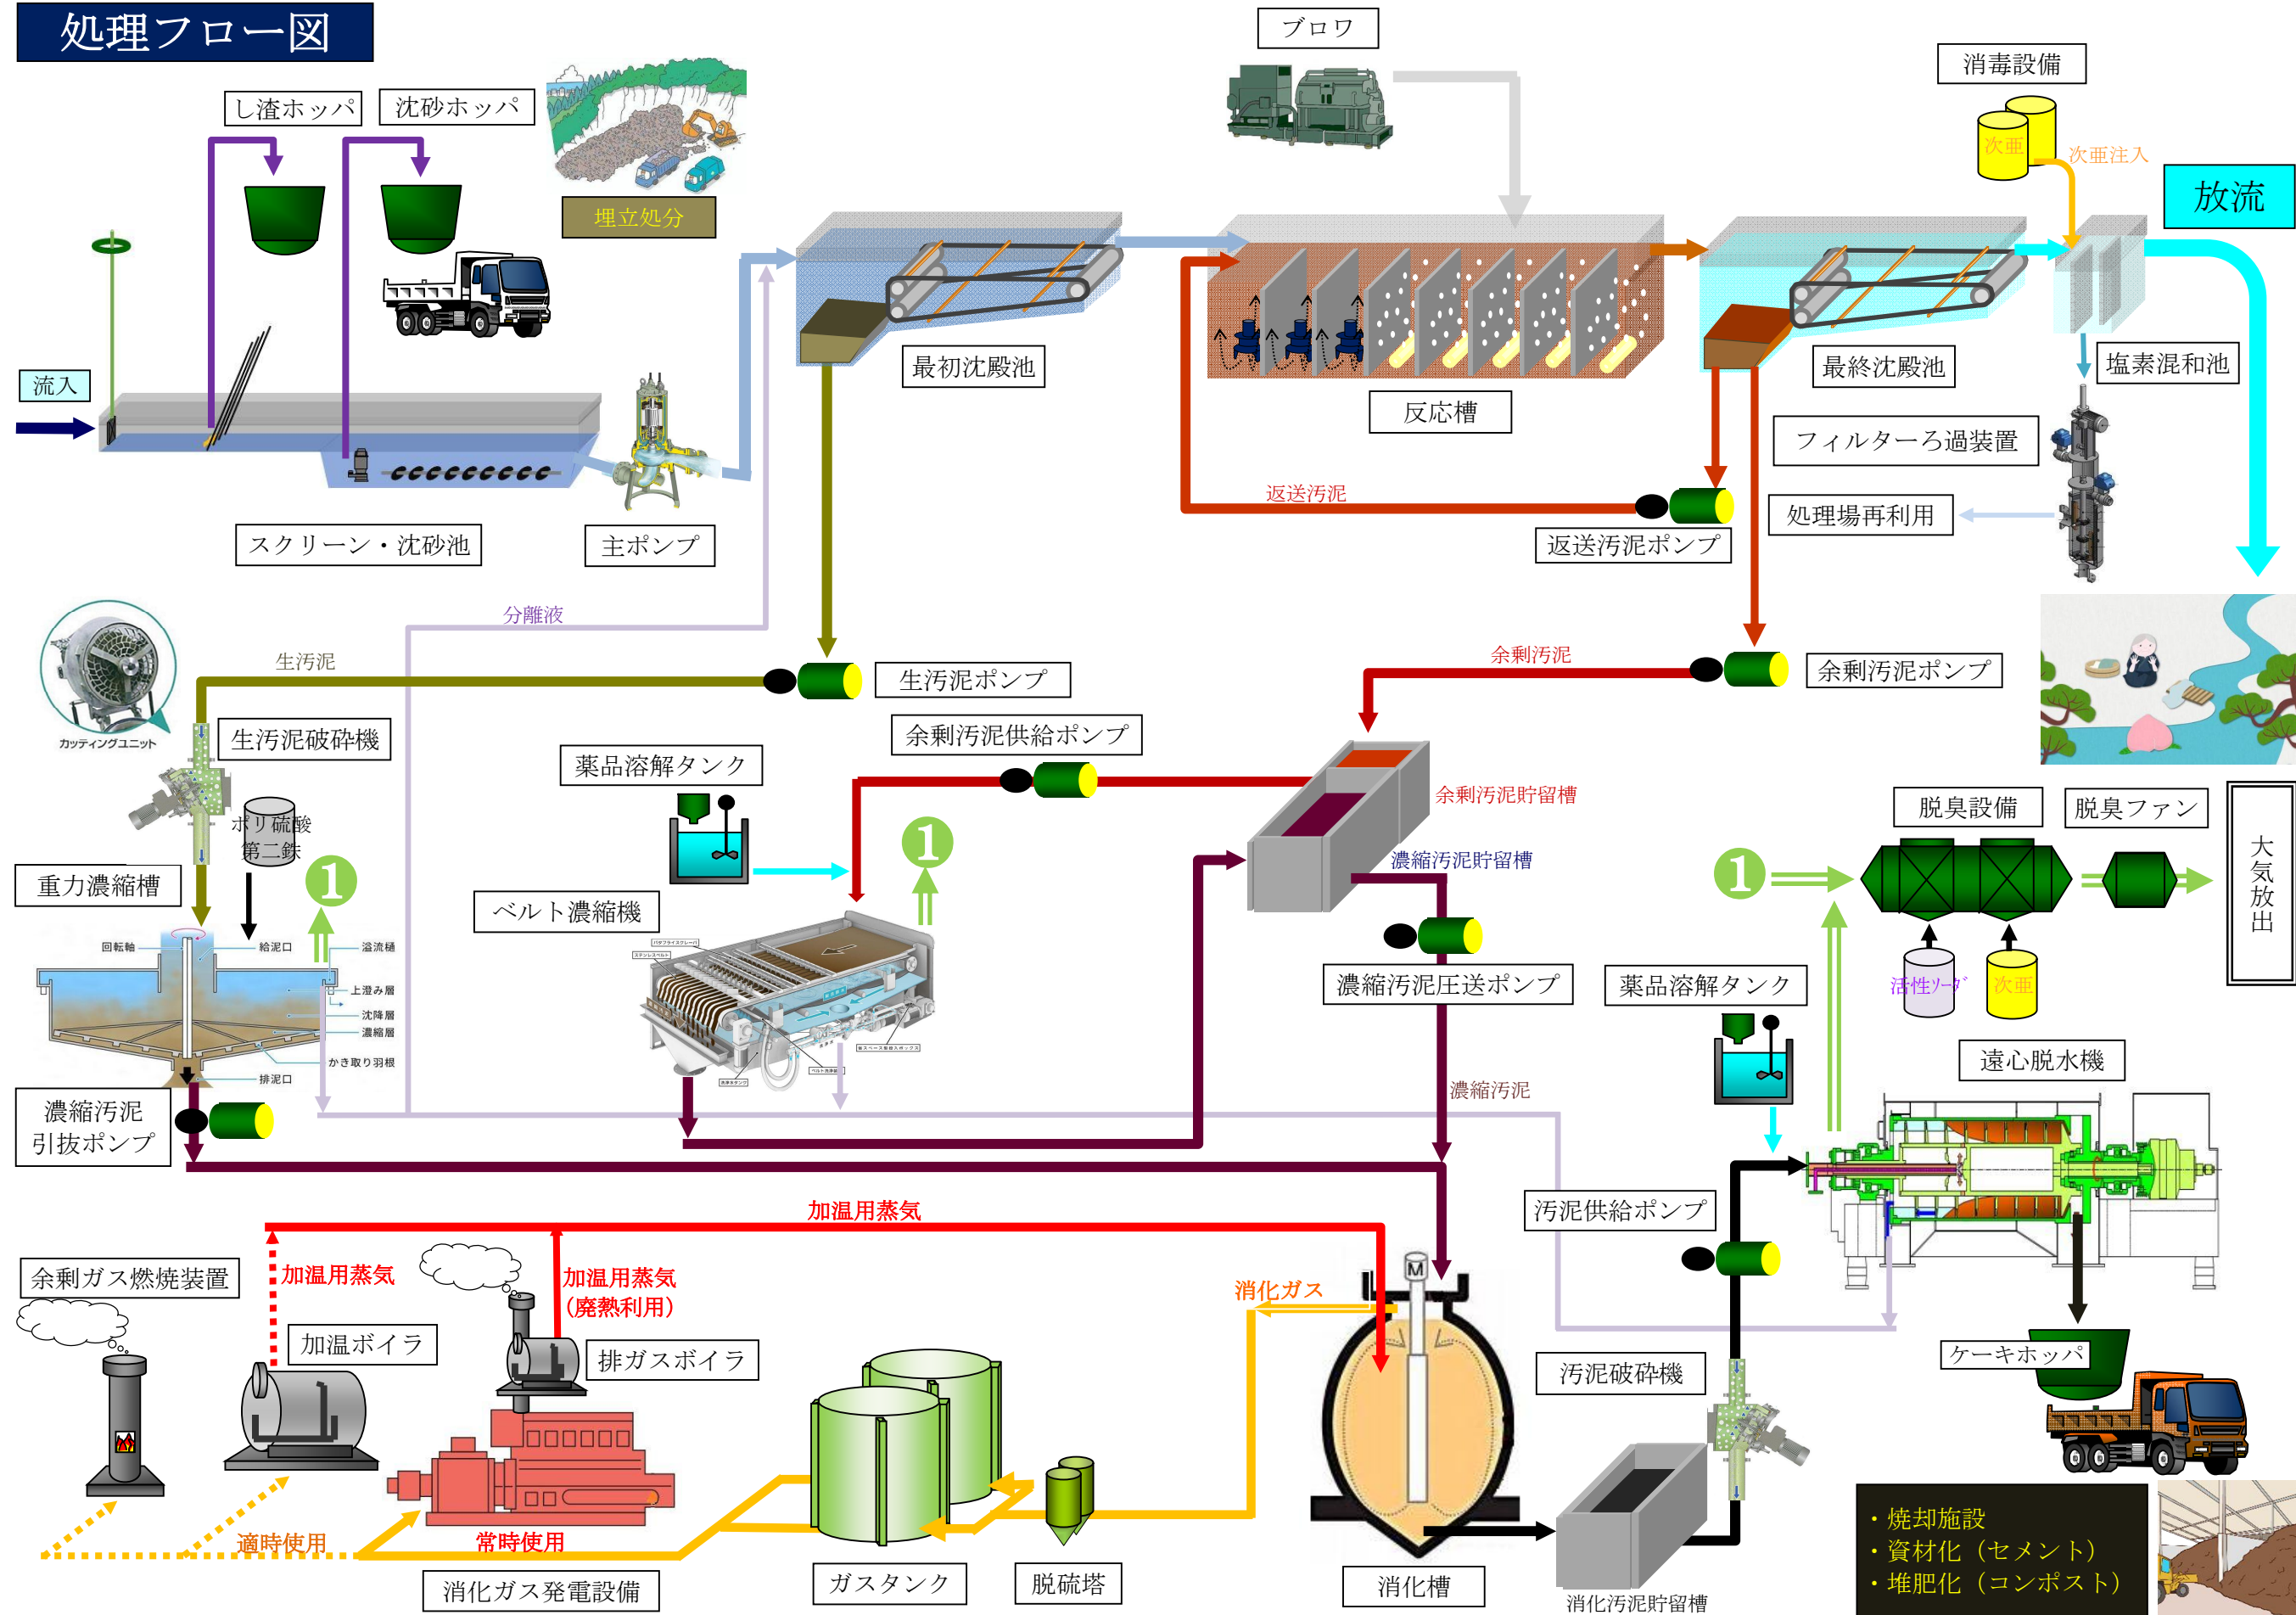 処理フロー図
ブロワ
消毒設備
し渣ホッパ
沈砂ホッパ
次亜
次亜注入
放流
埋立処分
流入
最初沈殿池
反応槽
最終沈殿池
塩素混和池
フィルターろ過装置
返送汚泥
処理場再利用
スクリーン・沈砂池
主ポンプ
返送汚泥ポンプ
分離液
生汚泥
生汚泥ポンプ
余剰汚泥
余剰汚泥ポンプ
カッティングユニット
生汚泥破砕機
余剰汚泥供給ポンプ
薬品溶解タンク
余剰汚泥貯留槽
脱臭設備
脱臭ファン
大気放出
ポリ硫酸
第二鉄
重力濃縮槽
1
1
濃縮汚泥貯留槽
1
ベルト濃縮機
回転軸
給泥口
溢流樋
上澄み層
沈降層
濃縮層
かき取り羽根
排泥口
ステンレスベルト
濃縮汚泥圧送ポンプ
薬品溶解タンク
活性ソーダ
次亜
遠心脱水機
濃縮汚泥
引抜ポンプ
濃縮汚泥
加温用蒸気
汚泥供給ポンプ
余剰ガス燃焼装置
加温用蒸気
加温用蒸気
(廃熱利用)
消化ガス
M
加温ボイラ
排ガスボイラ
汚泥破砕機
ケーキホッパ
適時使用
常時使用
消化ガス発電設備
ガスタンク
脱硫塔
消化槽
消化汚泥貯留槽
・焼却施設
・資材化（セメント）
・堆肥化（コンポスト）